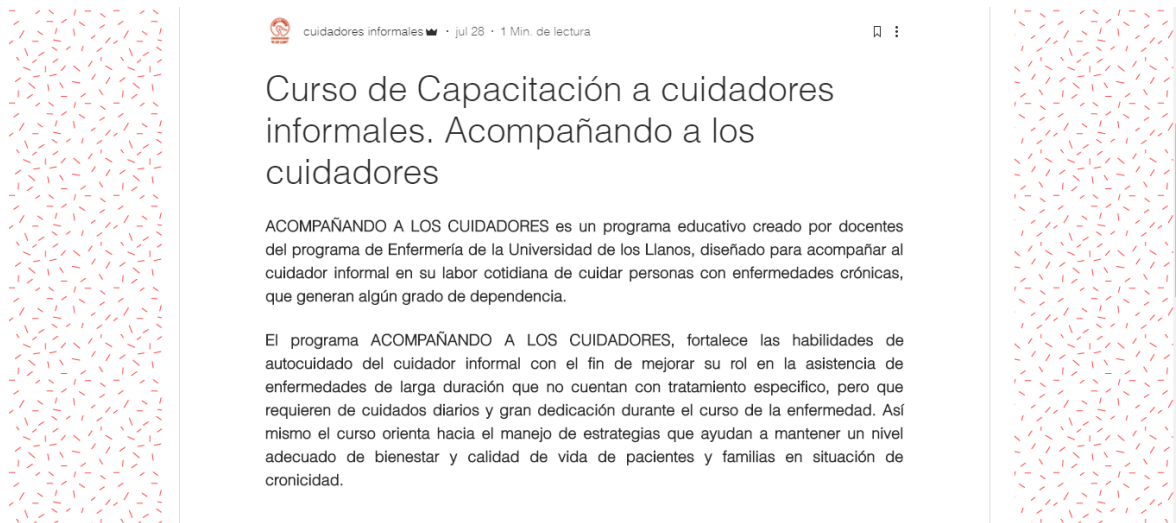 cuidadores informales · jul 28 · 1 Min. de lectura
Curso de Capacitación a cuidadores
informales. Acompañando a los
cuidadores
ACOMPAÑANDO A LOS CUIDADORES es un programa educativo creado por docentes
del programa de Enfermería de la Universidad de los Llanos, diseñado para acompañar al
cuidador informal en su labor cotidiana de cuidar personas con enfermedades crónicas,
que generan algún grado de dependencia.
El programa ACOMPAÑANDO A LOS CUIDADORES, fortalece las habilidades de
autocuidado del cuidador informal con el fin de mejorar su rol en la asistencia de
enfermedades de larga duración que no cuentan con tratamiento especifico, pero que
requieren de cuidados diarios y gran dedicación durante el curso de la enfermedad. Así
mismo el curso orienta hacia el manejo de estrategias que ayudan a mantener un nivel
adecuado de bienestar y calidad de vida de pacientes y familias en situación de
cronicidad.